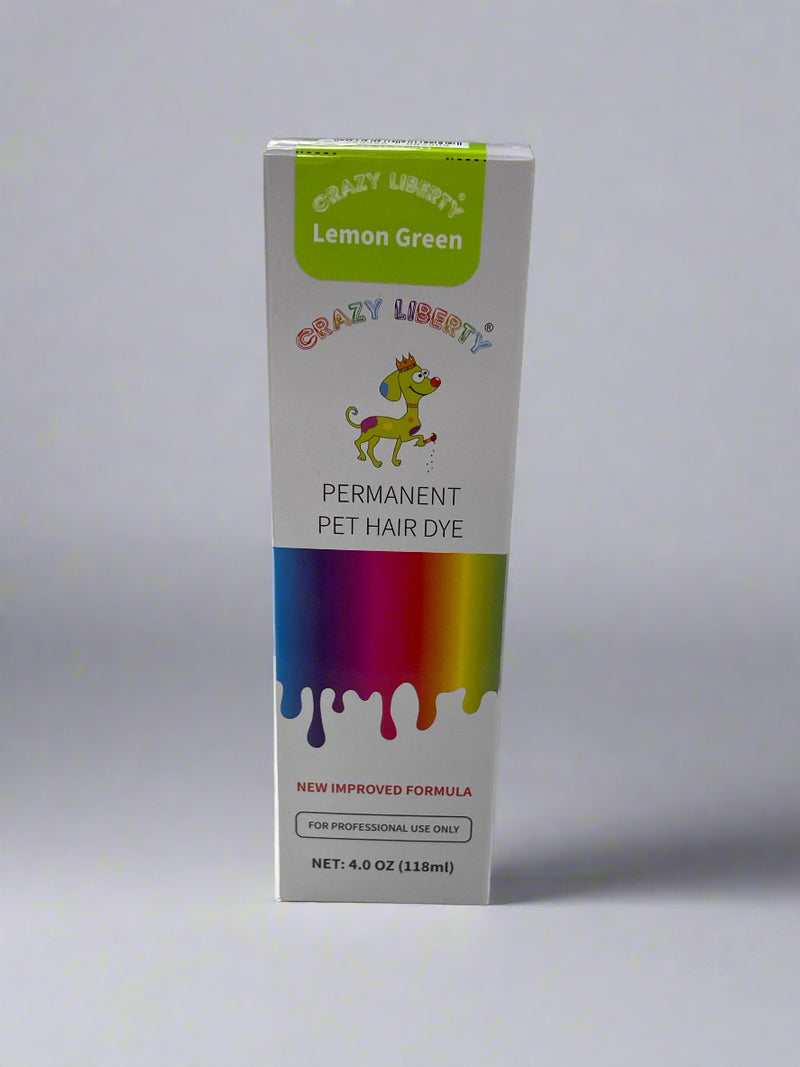 CRAZY LIBERTY®
Lemon Green
CRAZY LIBERTY®
PERMANENT
PET HAIR DYE
NEW IMPROVED FORMULA
FOR PROFESSIONAL USE ONLY
NET: 4.0 OZ (118ml)